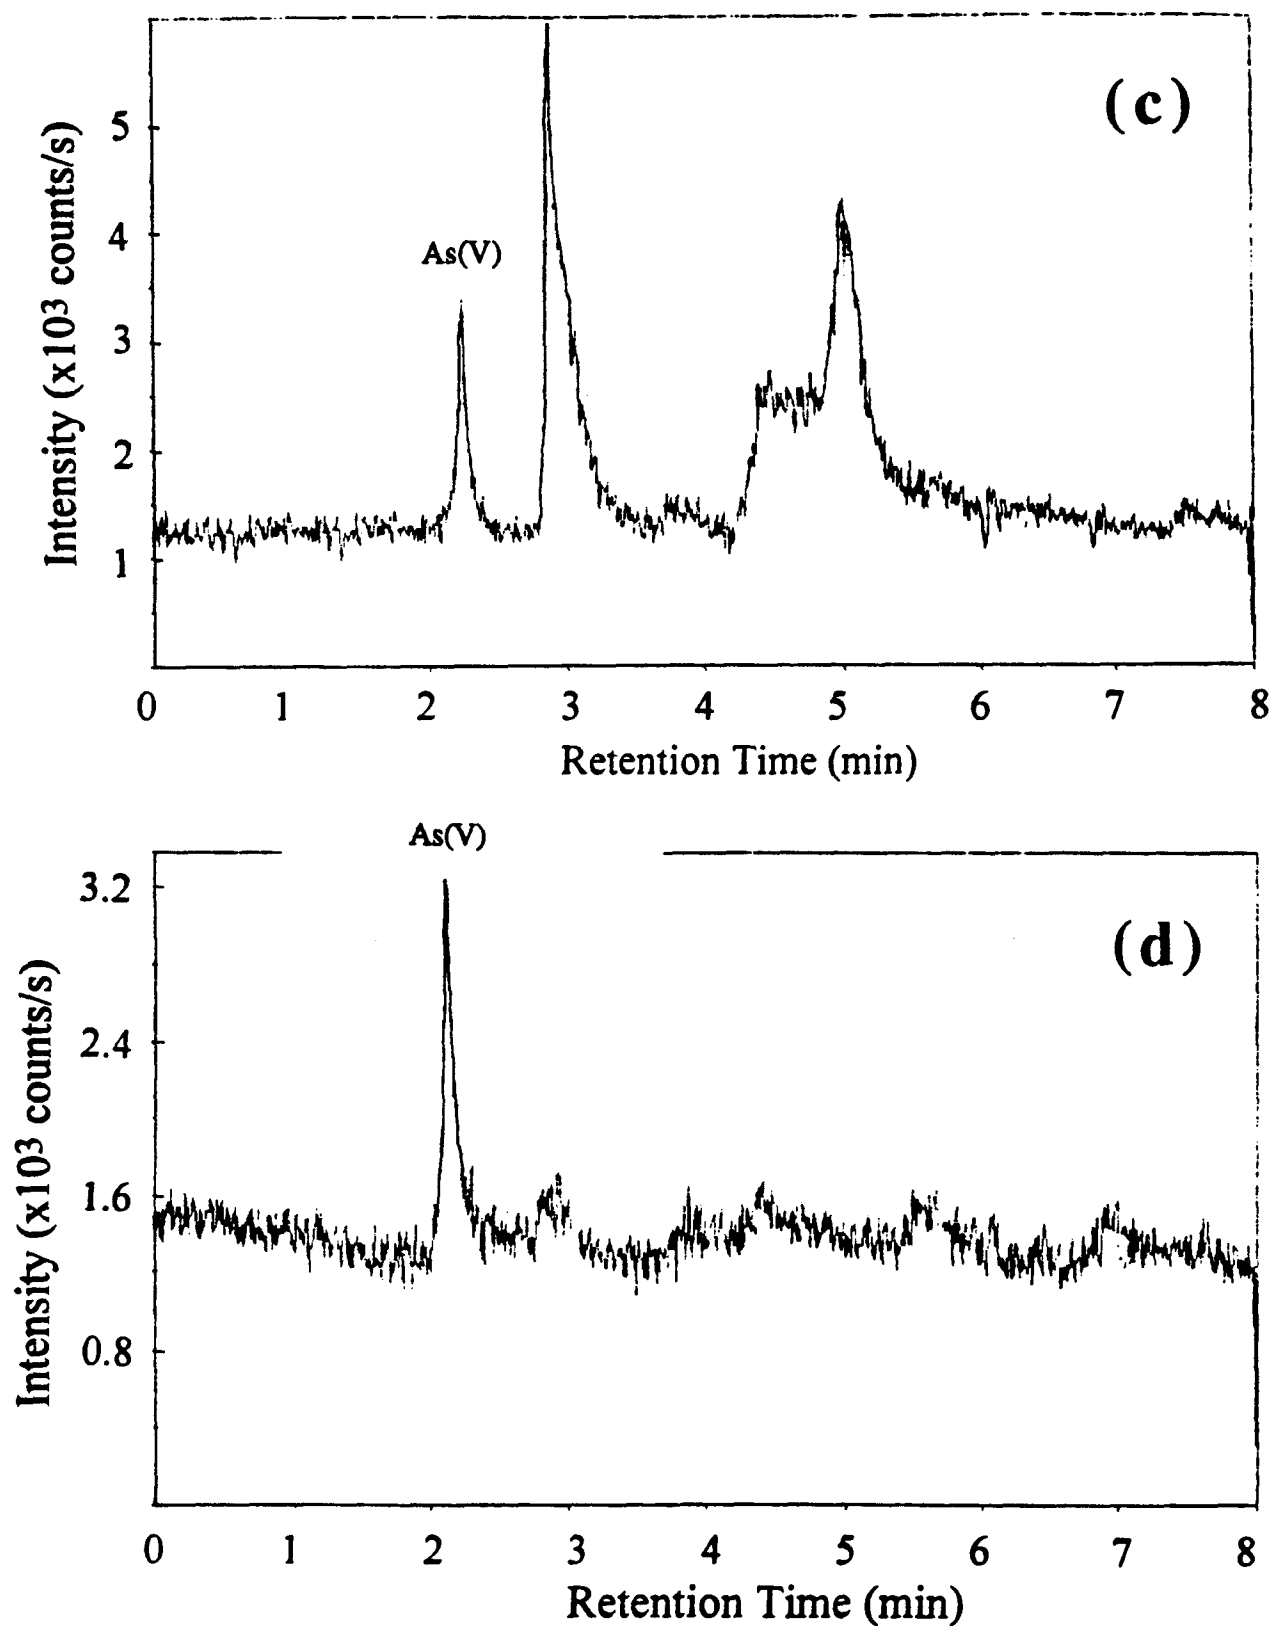 (c)
Intensity (x10³ counts/s)
5
4
3
2
1
As(V)
0 1 2 3 4 5 6 7 8
Retention Time (min)
As(V)
(d)
Intensity (x10³ counts/s)
3.2
2.4
1.6
0.8
0 1 2 3 4 5 6 7 8
Retention Time (min)